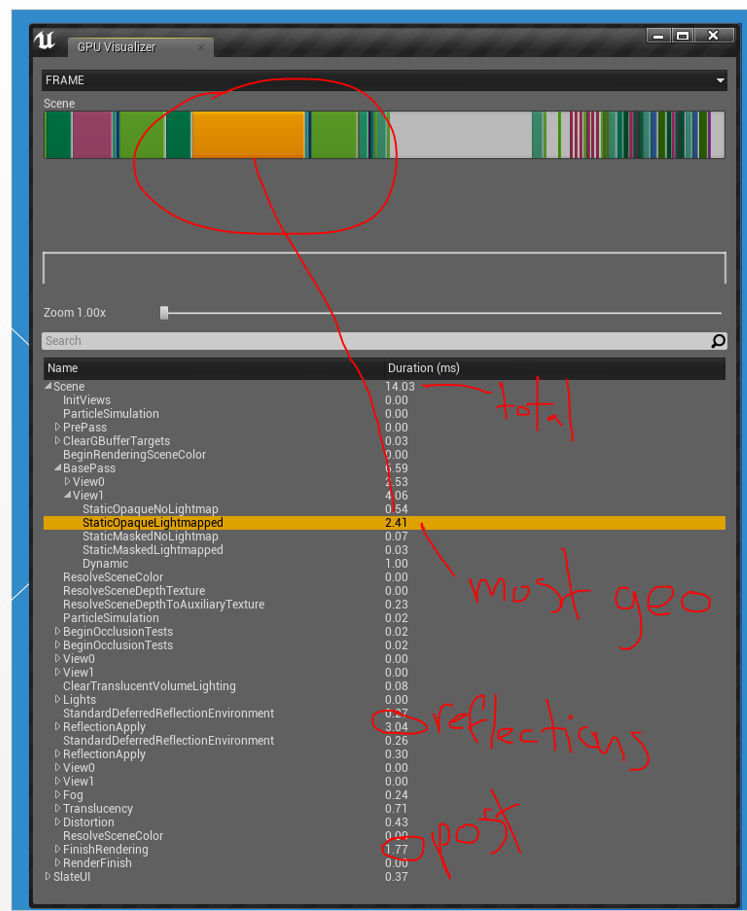 GPU Visualizer
FRAME
Scene
Zoom 1.00x
Search
Name Duration (ms)
Scene 14.03
total
InitViews 0.00
ParticleSimulation 0.00
PrePass 0.00
ClearGBufferTargets 0.03
BeginRenderingSceneColor 0.00
BasePass 6.59
View0 2.53
View1 4.06
StaticOpaqueNoLightmap 0.54
StaticOpaqueLightmapped 2.41
most geo
StaticMaskedNoLightmap 0.07
StaticMaskedLightmapped 0.03
Dynamic 1.00
ResolveSceneColor 0.00
ResolveSceneDepthTexture 0.00
ResolveSceneDepthToAuxiliaryTexture 0.23
ParticleSimulation 0.02
BeginOcclusionTests 0.02
BeginOcclusionTests 0.02
View0 0.00
View1 0.00
ClearTranslucentVolumeLighting 0.08
Lights 0.00
StandardDeferredReflectionEnvironment 0.27
ReflectionApply 3.04
reflections
StandardDeferredReflectionEnvironment 0.26
ReflectionApply 0.30
View0 0.00
View1 0.00
Fog 0.24
Translucency 0.71
Distortion 0.43
ResolveSceneColor 0.00
FinishRendering 1.77
post
RenderFinish 0.00
SlateUI 0.37